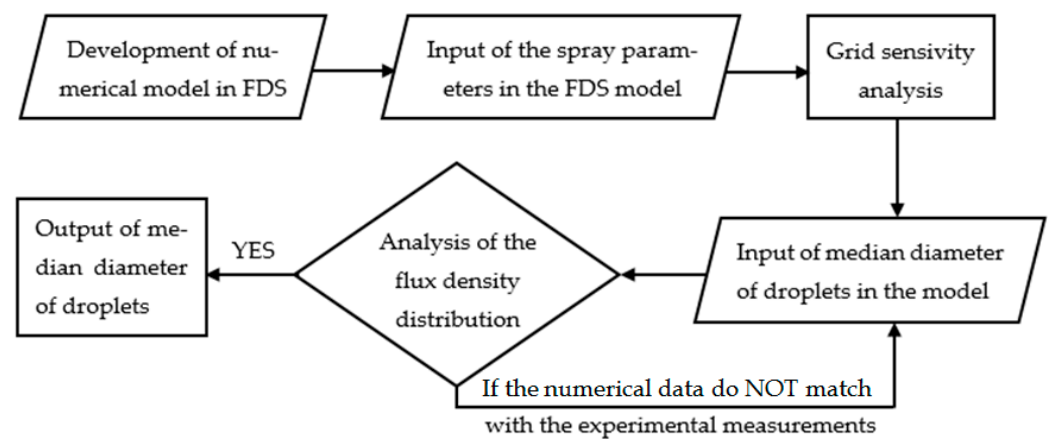 Development of nu-
merical model in FDS
Input of the spray param-
eters in the FDS model
Grid sensivity
analysis
Input of median diameter
of droplets in the model
Analysis of the
flux density
distribution
YES
Output of me-
dian diameter
of droplets
If the numerical data do NOT match
with the experimental measurements